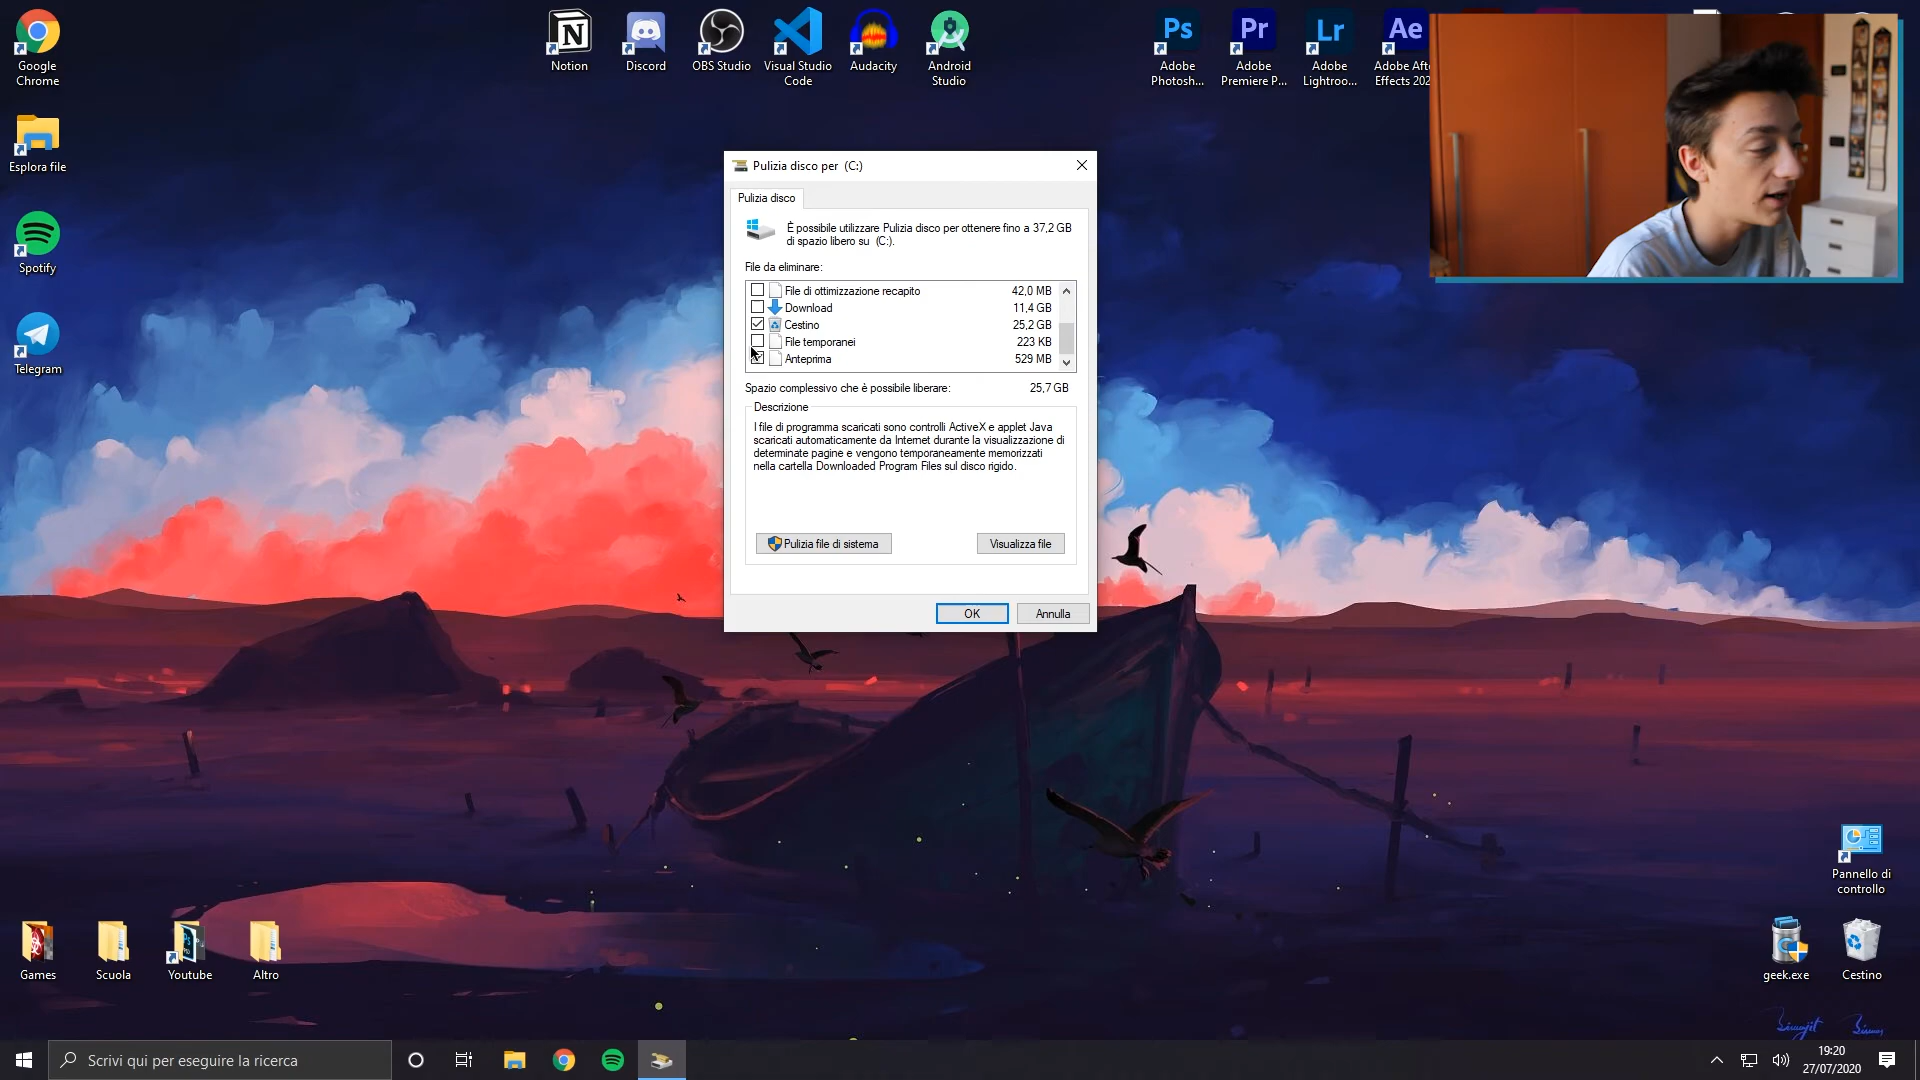 Google
Chrome
Notion
Discord
OBS Studio
Visual Studio
Code
Audacity
Android
Studio
Ps
Adobe
Photosh...
Pr
Adobe
Premiere P...
Lr
Adobe
Lightroo...
Ae
Adobe Aft
Effects 202
Esplora file
Spotify
Telegram
Pulizia disco per (C:)
Pulizia disco
È possibile utilizzare Pulizia disco per ottenere fino a 37,2 GB
di spazio libero su (C:).
File da eliminare:
File di ottimizzazione recapito 42,0 MB
Download 11,4 GB
Cestino 25,2 GB
File temporanei 223 KB
Anteprima 529 MB
Spazio complessivo che è possibile liberare: 25,7 GB
Descrizione
I file di programma scaricati sono controlli ActiveX e applet Java
scaricati automaticamente da Internet durante la visualizzazione di
determinate pagine e vengono temporaneamente memorizzati
nella cartella Downloaded Program Files sul disco rigido.
Pulizia file di sistema
Visualizza file
OK
Annulla
Pannello di
controllo
Games
Scuola
Youtube
Altro
geek.exe
Cestino
Scrivi qui per eseguire la ricerca
19:20
27/07/2020